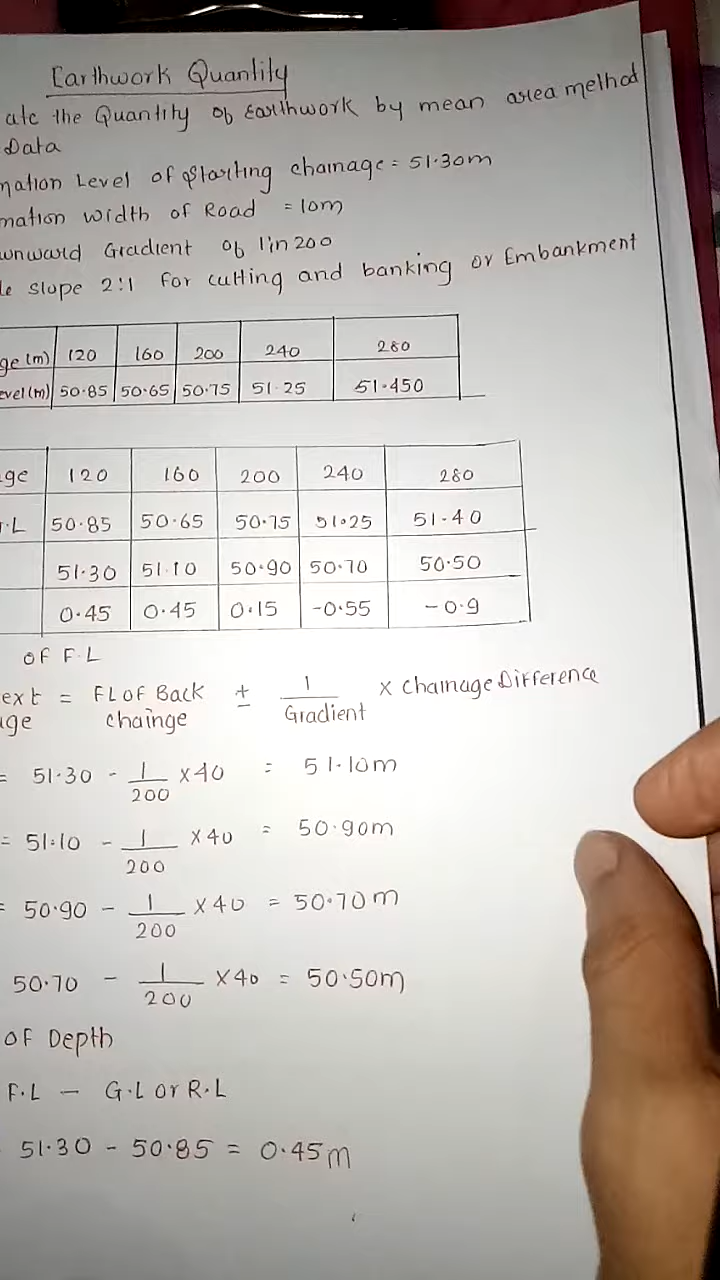 Earthwork Quantity
ate the Quantity of Earthwork by mean area method
Data
mation Level of Starting chainage = 51.30m
mation width of Road = 10m
wnward Gradient of 1 in 200
de slope 2:1 for cutting and banking or Embankment
ge (m) 120 160 200 240 280
evel (m) 50.85 50.65 50.75 51.25 51.450
ge 120 160 200 240 280
.L 50.85 50.65 50.75 51.25 51.40
51.30 51.10 50.90 50.70 50.50
0.45 0.45 0.15 -0.55 -0.9
OF F.L
ext = FL OF Back ± 1/Gradient × Chainage Difference
age chainge
= 51.30 - 1/200 × 40 = 51.10m
= 51.10 - 1/200 × 40 = 50.90m
= 50.90 - 1/200 × 40 = 50.70m
50.70 - 1/200 × 40 = 50.50m
OF Depth
F.L - G.L or R.L
51.30 - 50.85 = 0.45m